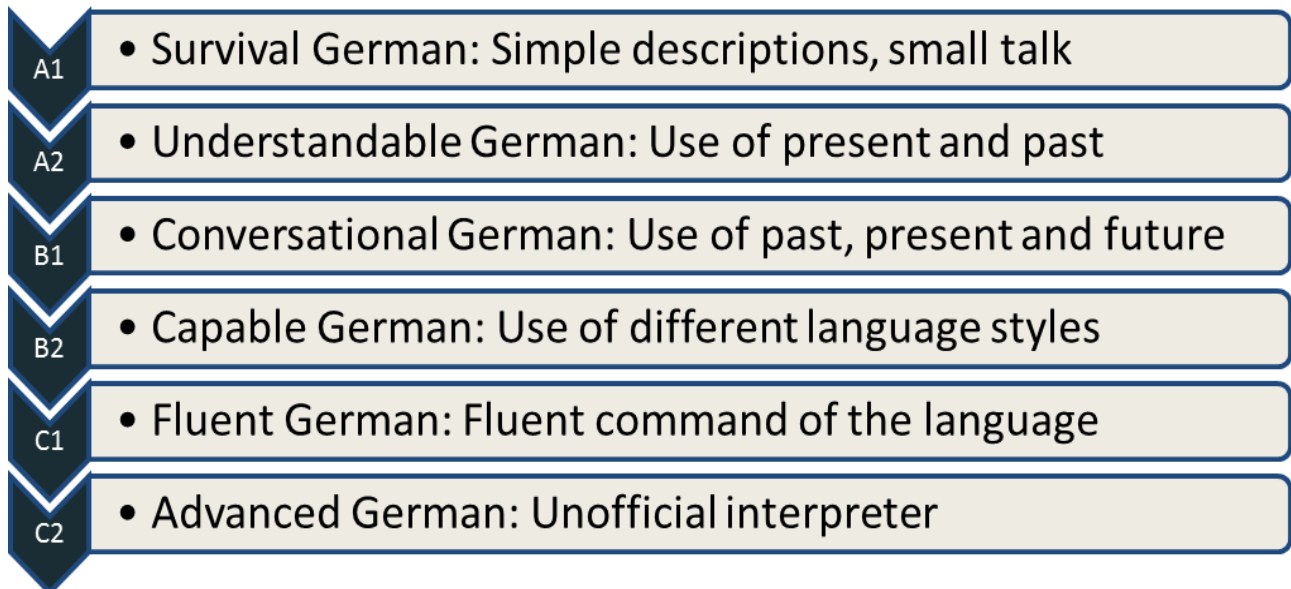 A1
• Survival German: Simple descriptions, small talk
A2
• Understandable German: Use of present and past
B1
• Conversational German: Use of past, present and future
B2
• Capable German: Use of different language styles
C1
• Fluent German: Fluent command of the language
C2
• Advanced German: Unofficial interpreter